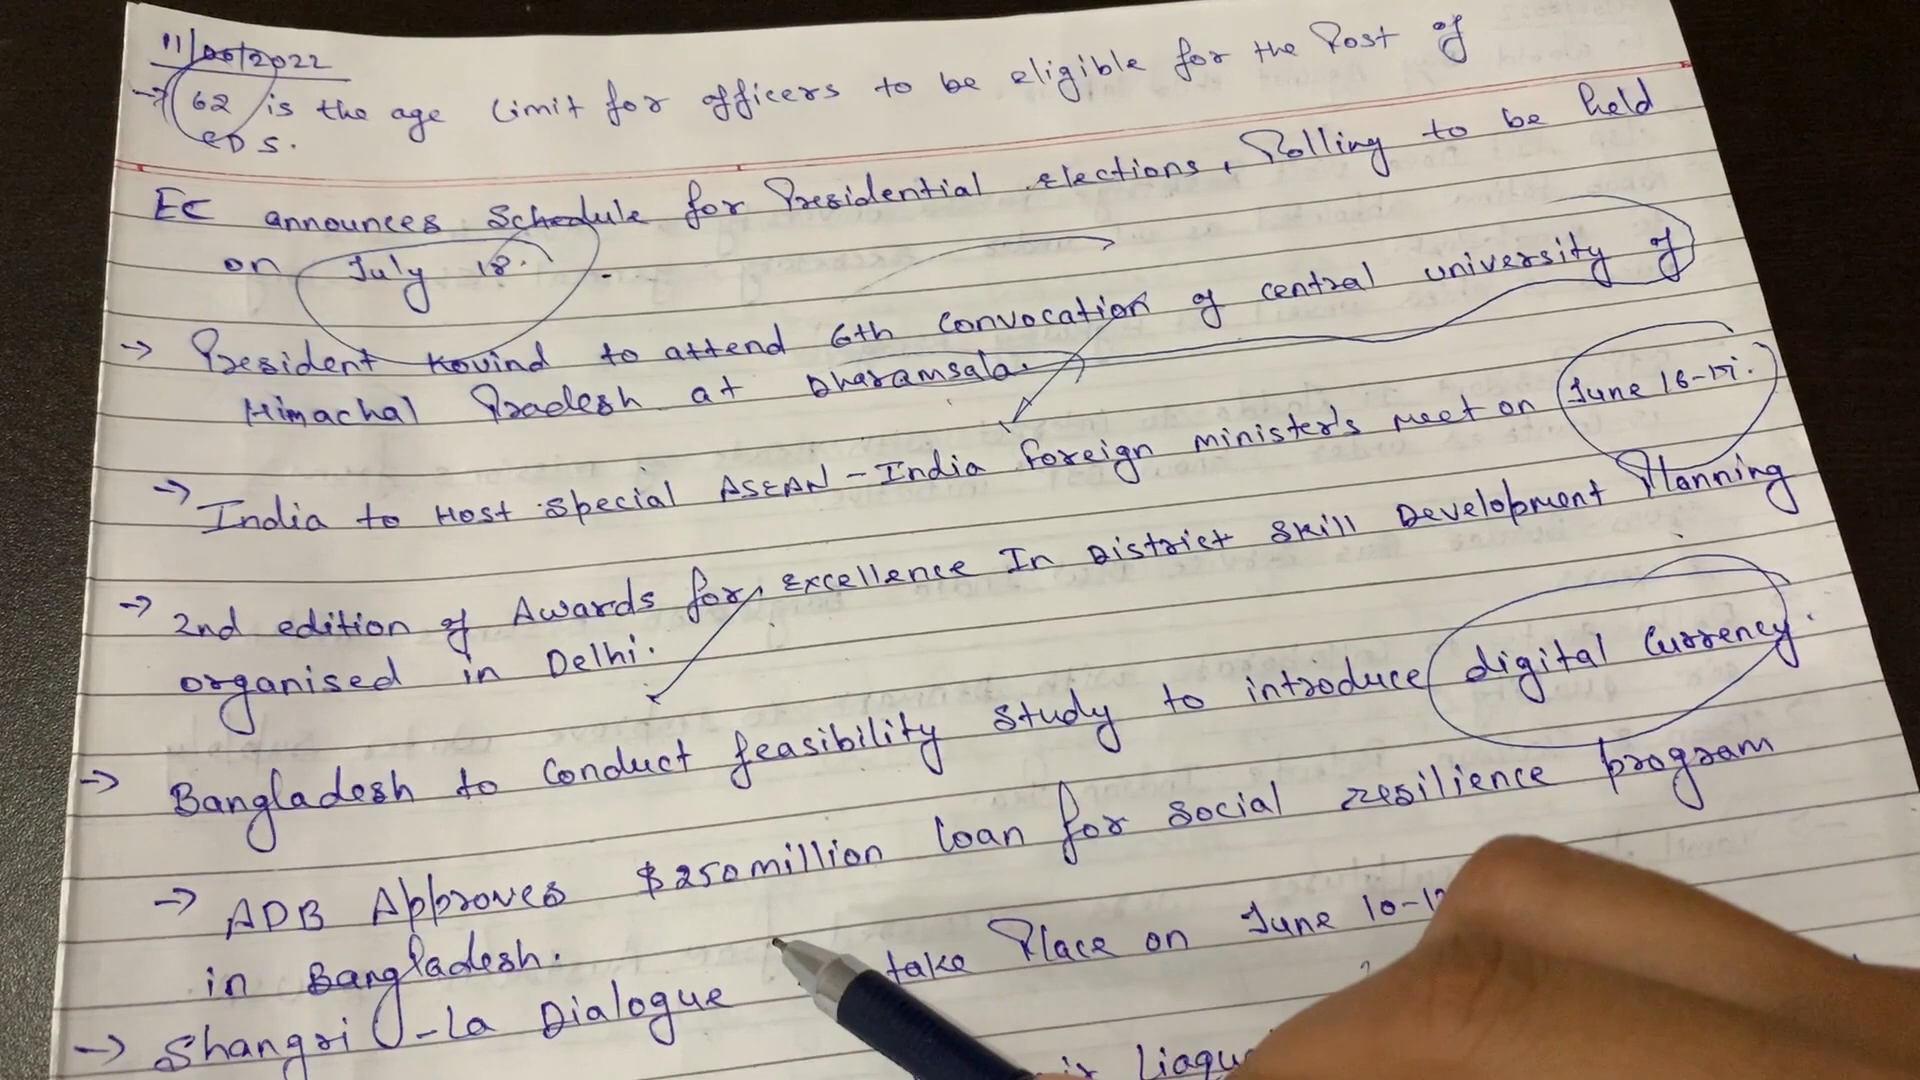 11/06/2022
→ 62 is the age limit for officers to be eligible for the Post of
CDS.
EC announces Schedule for Presidential elections, Polling to be held
on July 18.
→ President Kovind to attend 6th convocation of central university of
Himachal Pradesh at Dharamsala.
→ India to Host special ASEAN-India foreign minister's meet on June 16-17.
→ 2nd edition of Awards for Excellence In District Skill Development Planning
organised in Delhi.
→ Bangladesh to conduct feasibility study to introduce digital currency.
→ ADB Approves $250million loan for social resilience program
in Bangladesh.
→ Shangri-La Dialogue take Place on June 10-1